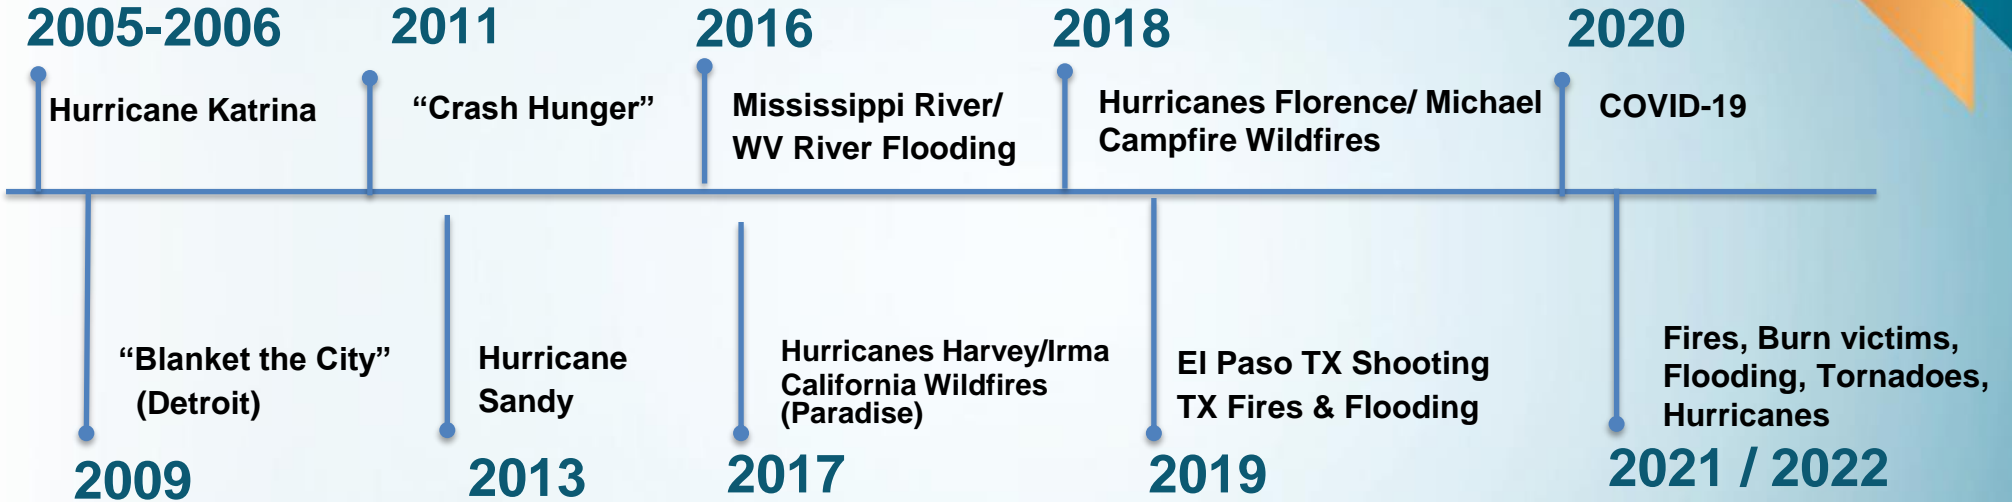 2005-2006
Hurricane Katrina
2011
“Crash Hunger”
2016
Mississippi River/
WV River Flooding
2018
Hurricanes Florence/ Michael
Campfire Wildfires
2020
COVID-19
“Blanket the City”
(Detroit)
2009
Hurricane
Sandy
2013
Hurricanes Harvey/Irma
California Wildfires
(Paradise)
2017
El Paso TX Shooting
TX Fires & Flooding
2019
Fires, Burn victims,
Flooding, Tornadoes,
Hurricanes
2021 / 2022